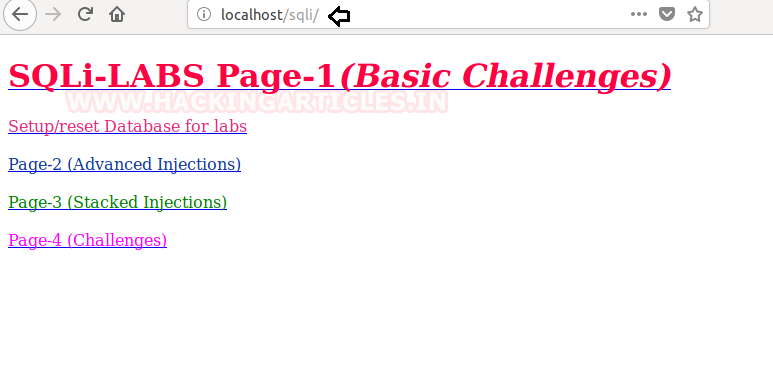 localhost/sqli/
SQLi-LABS Page-1(Basic Challenges)
WWW.HACKINGARTICLES.IN
Setup/reset Database for labs
Page-2 (Advanced Injections)
Page-3 (Stacked Injections)
Page-4 (Challenges)